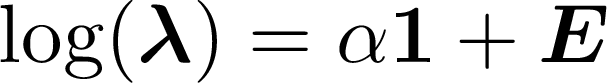 log(𝝀) = α𝟏 + 𝑬